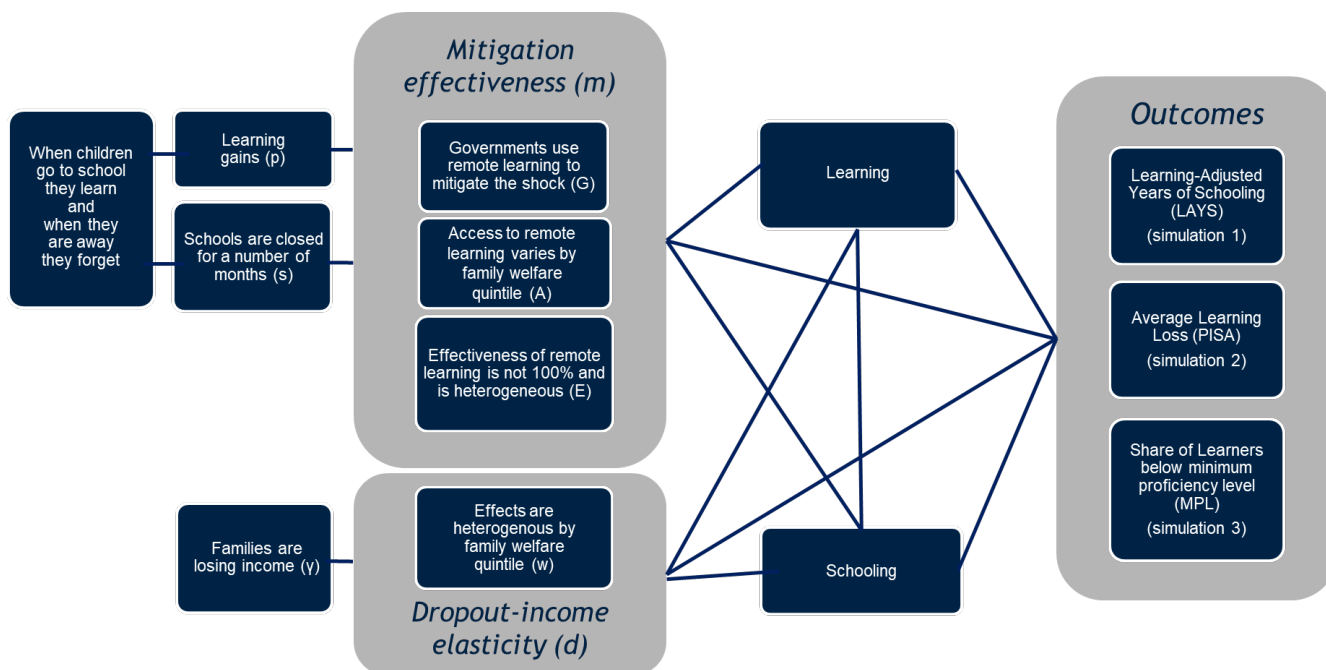 When children
go to school
they learn
and
when they
are away
they forget
Learning
gains (p)
Schools are closed
for a number of
months (s)
Mitigation
effectiveness (m)
Governments use
remote learning to
mitigate the shock (G)
Access to remote
learning varies by
family welfare
quintile (A)
Effectiveness of remote
learning is not 100% and
is heterogeneous (E)
Families are
losing income (γ)
Effects are
heterogenous by
family welfare
quintile (w)
Dropout-income
elasticity (d)
Learning
Schooling
Outcomes
Learning-Adjusted
Years of Schooling
(LAYS)
(simulation 1)
Average Learning
Loss (PISA)
(simulation 2)
Share of Learners
below minimum
proficiency level
(MPL)
(simulation 3)